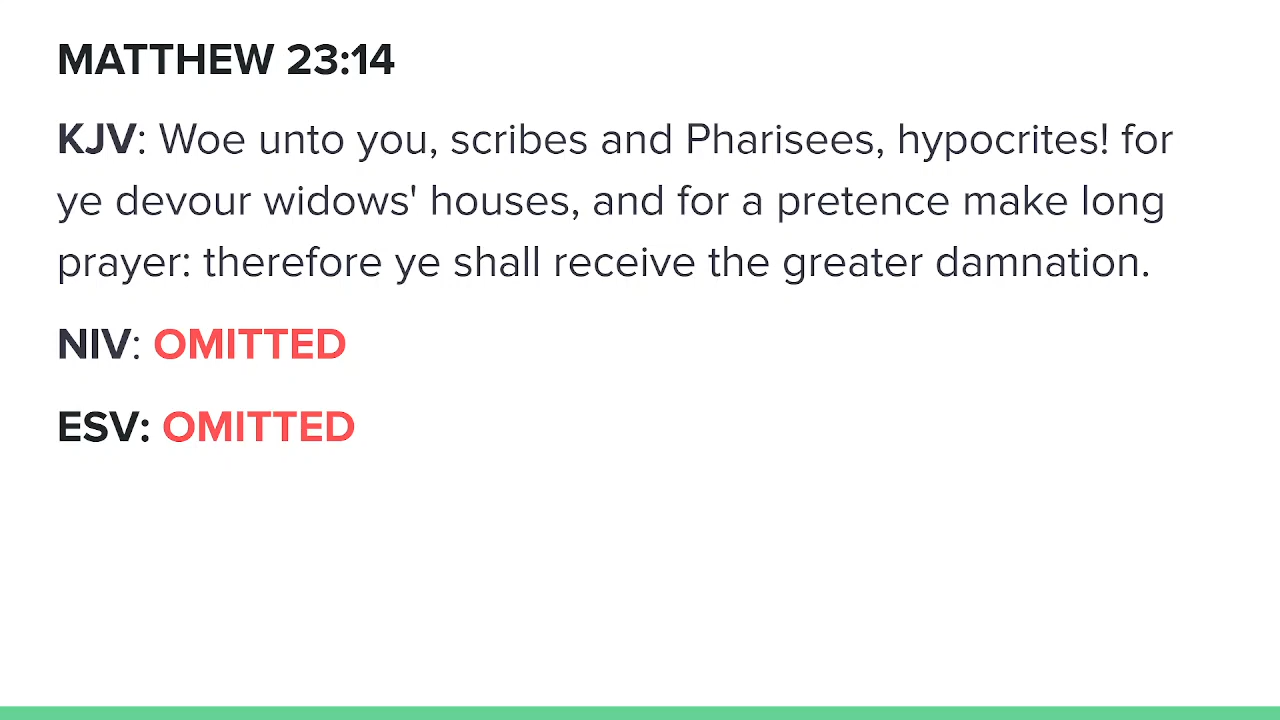 MATTHEW 23:14
KJV: Woe unto you, scribes and Pharisees, hypocrites! for
ye devour widows' houses, and for a pretence make long
prayer: therefore ye shall receive the greater damnation.
NIV: OMITTED
ESV: OMITTED